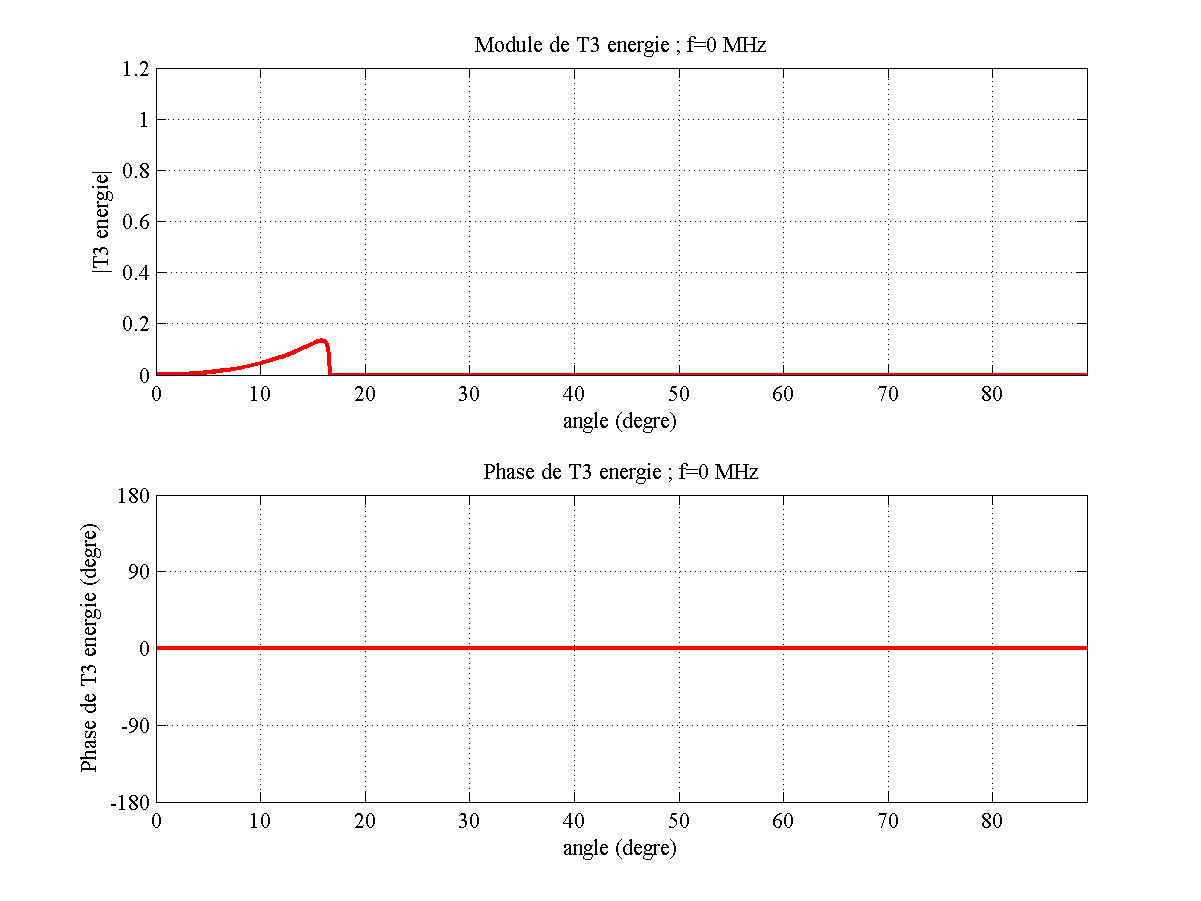 Module de T3 energie ; f=0 MHz
1.2
1
0.8
0.6
0.4
0.2
0
|T3 energie|
0 10 20 30 40 50 60 70 80
angle (degre)
Phase de T3 energie ; f=0 MHz
180
90
0
-90
-180
Phase de T3 energie (degre)
0 10 20 30 40 50 60 70 80
angle (degre)